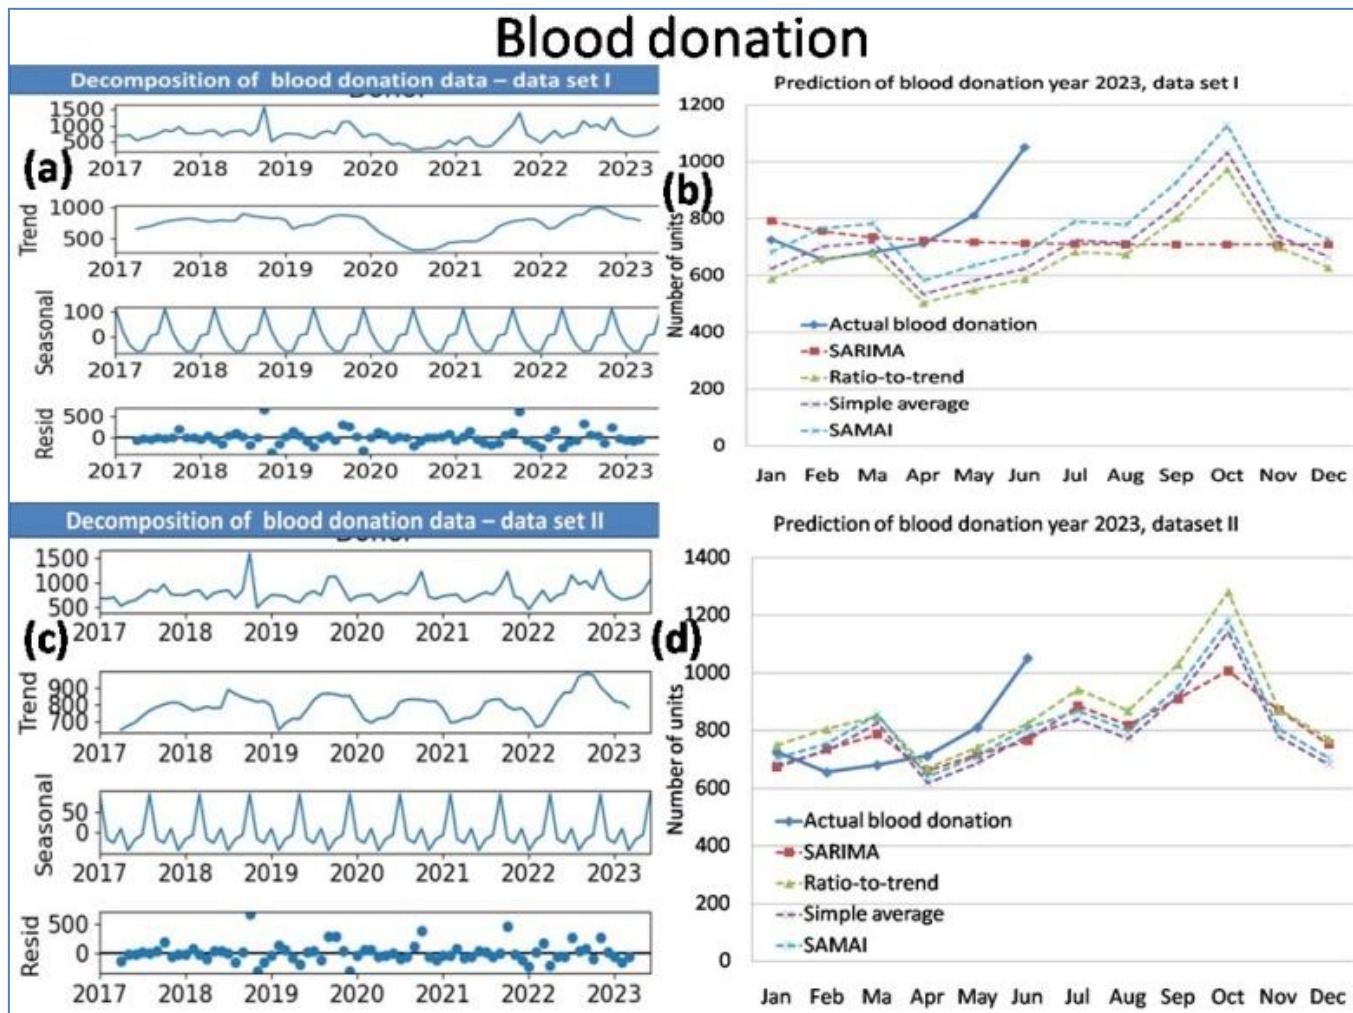 Blood donation
Decomposition of blood donation data – data set I
(a)
1500
1000
500
2017 2018 2019 2020 2021 2022 2023
Trend
1000
500
2017 2018 2019 2020 2021 2022 2023
Seasonal
100
0
2017 2018 2019 2020 2021 2022 2023
Resid
500
0
2017 2018 2019 2020 2021 2022 2023
Prediction of blood donation year 2023, data set I
(b)
Number of units
1200
1000
800
600
400
200
0
Actual blood donation
SARIMA
Ratio-to-trend
Simple average
SAMAI
Jan Feb Ma Apr May Jun Jul Aug Sep Oct Nov Dec
Decomposition of blood donation data – data set II
(c)
1500
1000
500
2017 2018 2019 2020 2021 2022 2023
Trend
900
800
700
2017 2018 2019 2020 2021 2022 2023
Seasonal
50
0
2017 2018 2019 2020 2021 2022 2023
Resid
500
0
2017 2018 2019 2020 2021 2022 2023
Prediction of blood donation year 2023, dataset II
(d)
Number of units
1400
1200
1000
800
600
400
200
0
Actual blood donation
SARIMA
Ratio-to-trend
Simple average
SAMAI
Jan Feb Ma Apr May Jun Jul Aug Sep Oct Nov Dec